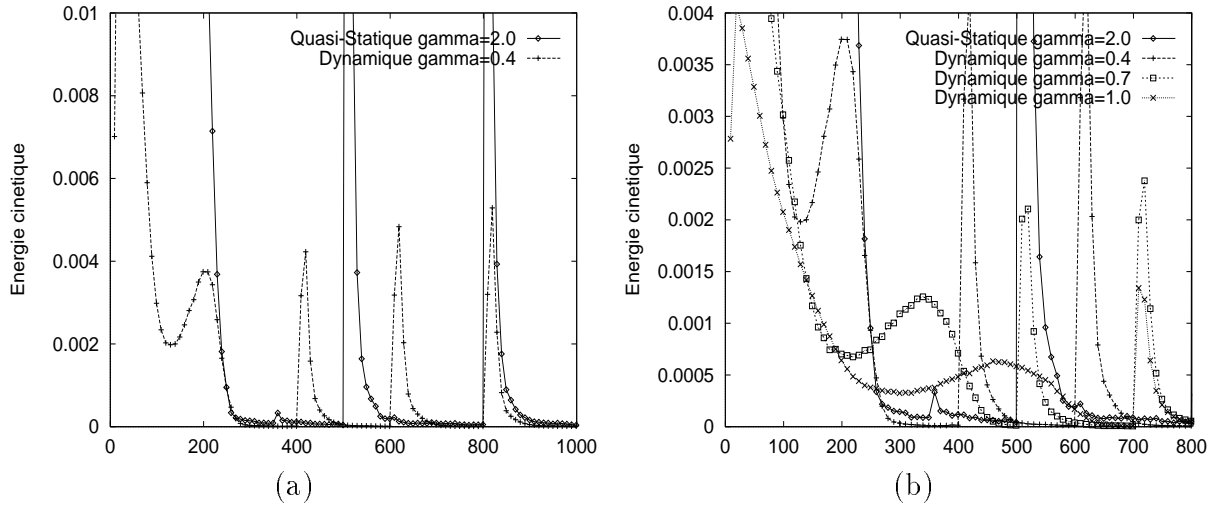 0.01
0.008
0.006
0.004
0.002
0
Energie cinetique
0 200 400 600 800 1000
Quasi-Statique gamma=2.0
Dynamique gamma=0.4
(a)
0.004
0.0035
0.003
0.0025
0.002
0.0015
0.001
0.0005
0
Energie cinetique
0 100 200 300 400 500 600 700 800
Quasi-Statique gamma=2.0
Dynamique gamma=0.4
Dynamique gamma=0.7
Dynamique gamma=1.0
(b)